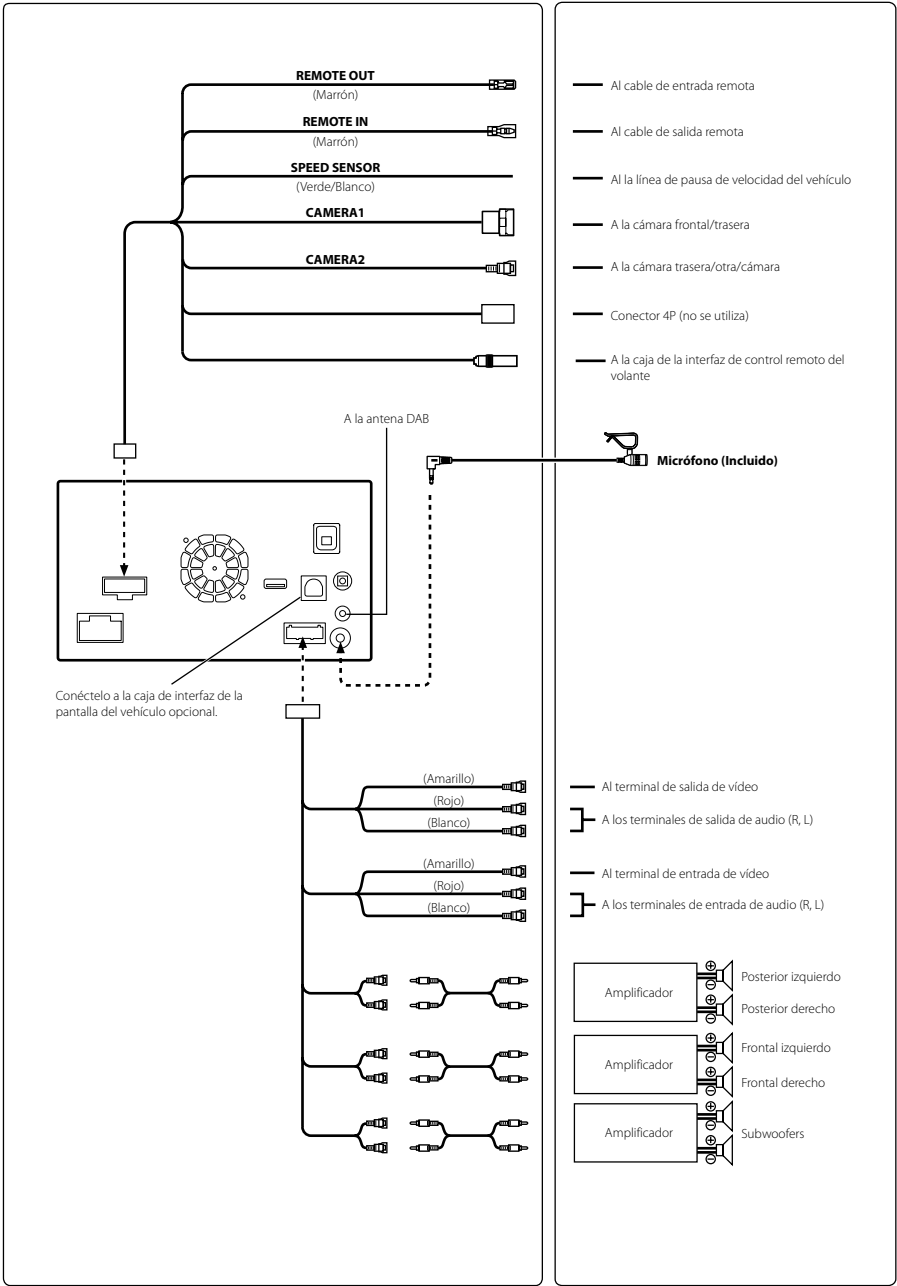 REMOTE OUT
(Marrón)
Al cable de entrada remota
REMOTE IN
(Marrón)
Al cable de salida remota
SPEED SENSOR
(Verde/Blanco)
Al la línea de pausa de velocidad del vehículo
CAMERA1
A la cámara frontal/trasera
CAMERA2
A la cámara trasera/otra/cámara
Conector 4P (no se utiliza)
A la caja de la interfaz de control remoto del
volante
A la antena DAB
Micrófono (Incluido)
Conéctelo a la caja de interfaz de la
pantalla del vehículo opcional.
(Amarillo)
Al terminal de salida de vídeo
(Rojo)
(Blanco)
A los terminales de salida de audio (R, L)
(Amarillo)
Al terminal de entrada de vídeo
(Rojo)
(Blanco)
A los terminales de entrada de audio (R, L)
Amplificador
Posterior izquierdo
Posterior derecho
Amplificador
Frontal izquierdo
Frontal derecho
Amplificador
Subwoofers